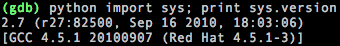 (gdb) python import sys; print sys.version
2.7 (r27:82500, Sep 16 2010, 18:03:06)
[GCC 4.5.1 20100907 (Red Hat 4.5.1-3)]